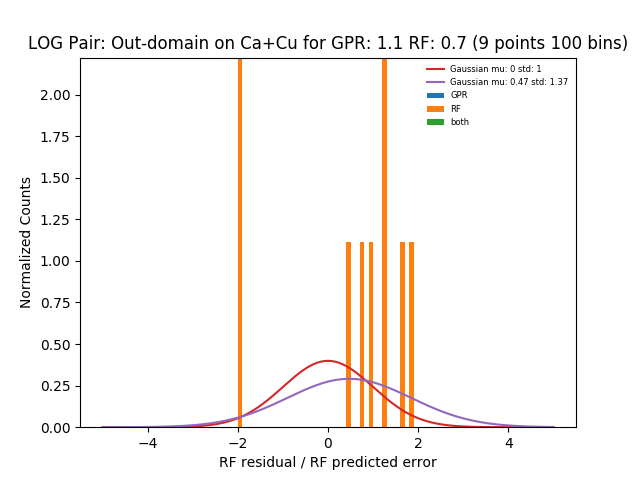 LOG Pair: Out-domain on Ca+Cu for GPR: 1.1 RF: 0.7 (9 points 100 bins)
Gaussian mu: 0 std: 1
Gaussian mu: 0.47 std: 1.37
GPR
RF
both
Normalized Counts
2.00
1.75
1.50
1.25
1.00
0.75
0.50
0.25
0.00
−4
−2
0
2
4
RF residual / RF predicted error